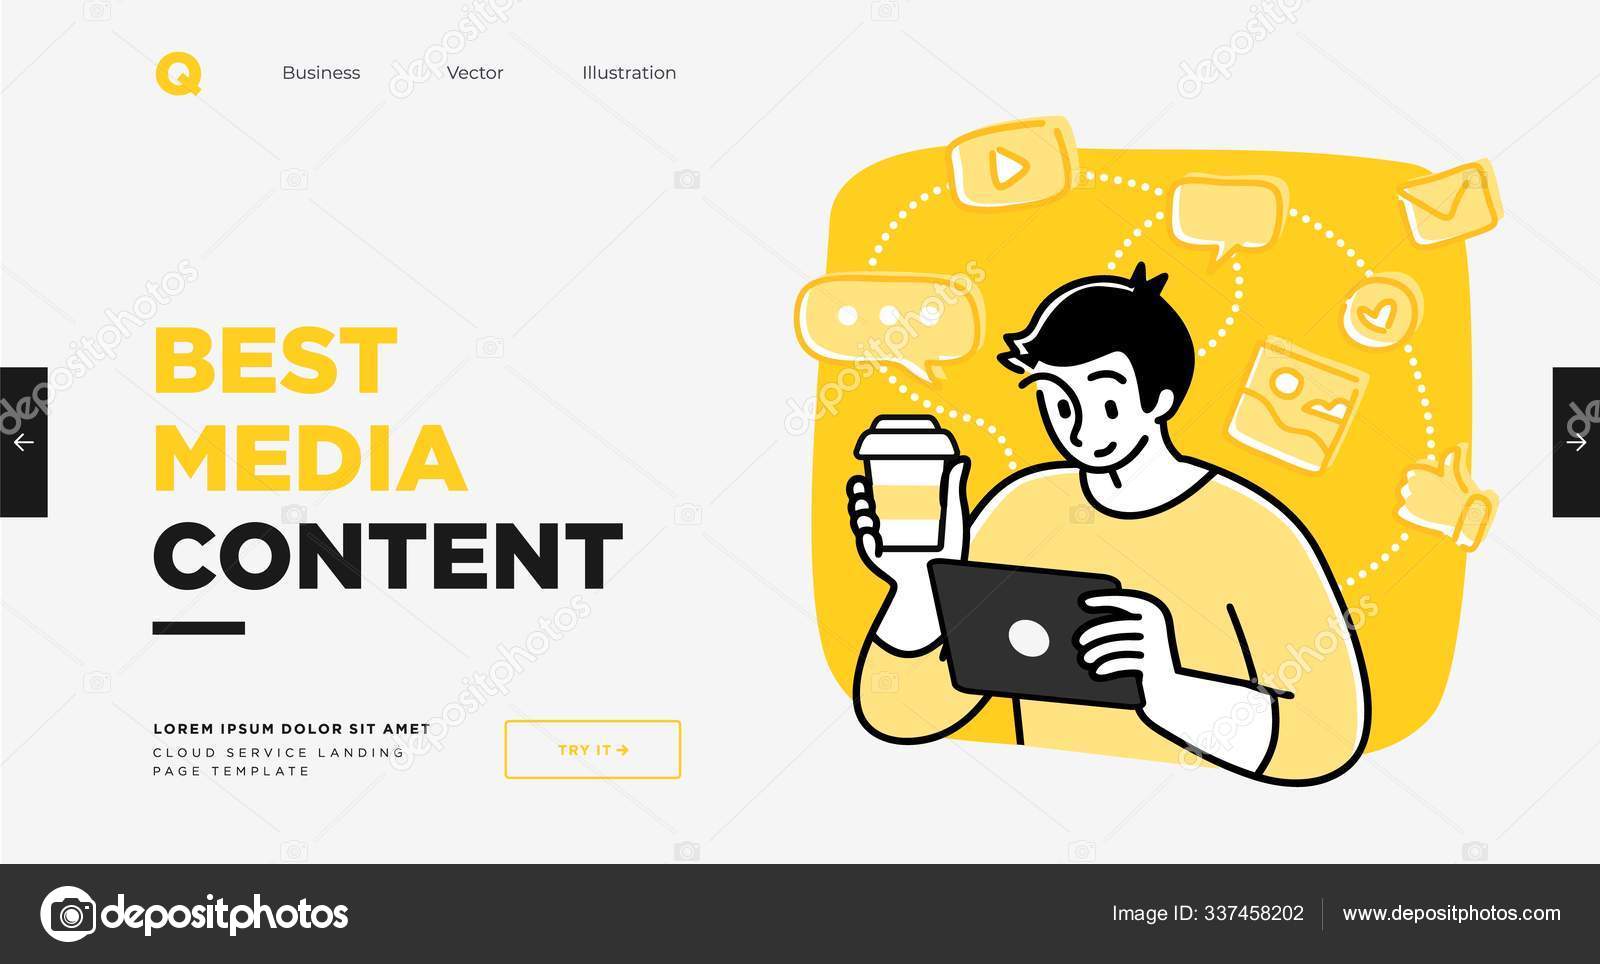 Q
Business Vector Illustration
BEST
MEDIA
CONTENT
LOREM IPSUM DOLOR SIT AMET
CLOUD SERVICE LANDING
PAGE TEMPLATE
TRY IT →
depositphotos
Image ID: 337458202 www.depositphotos.com